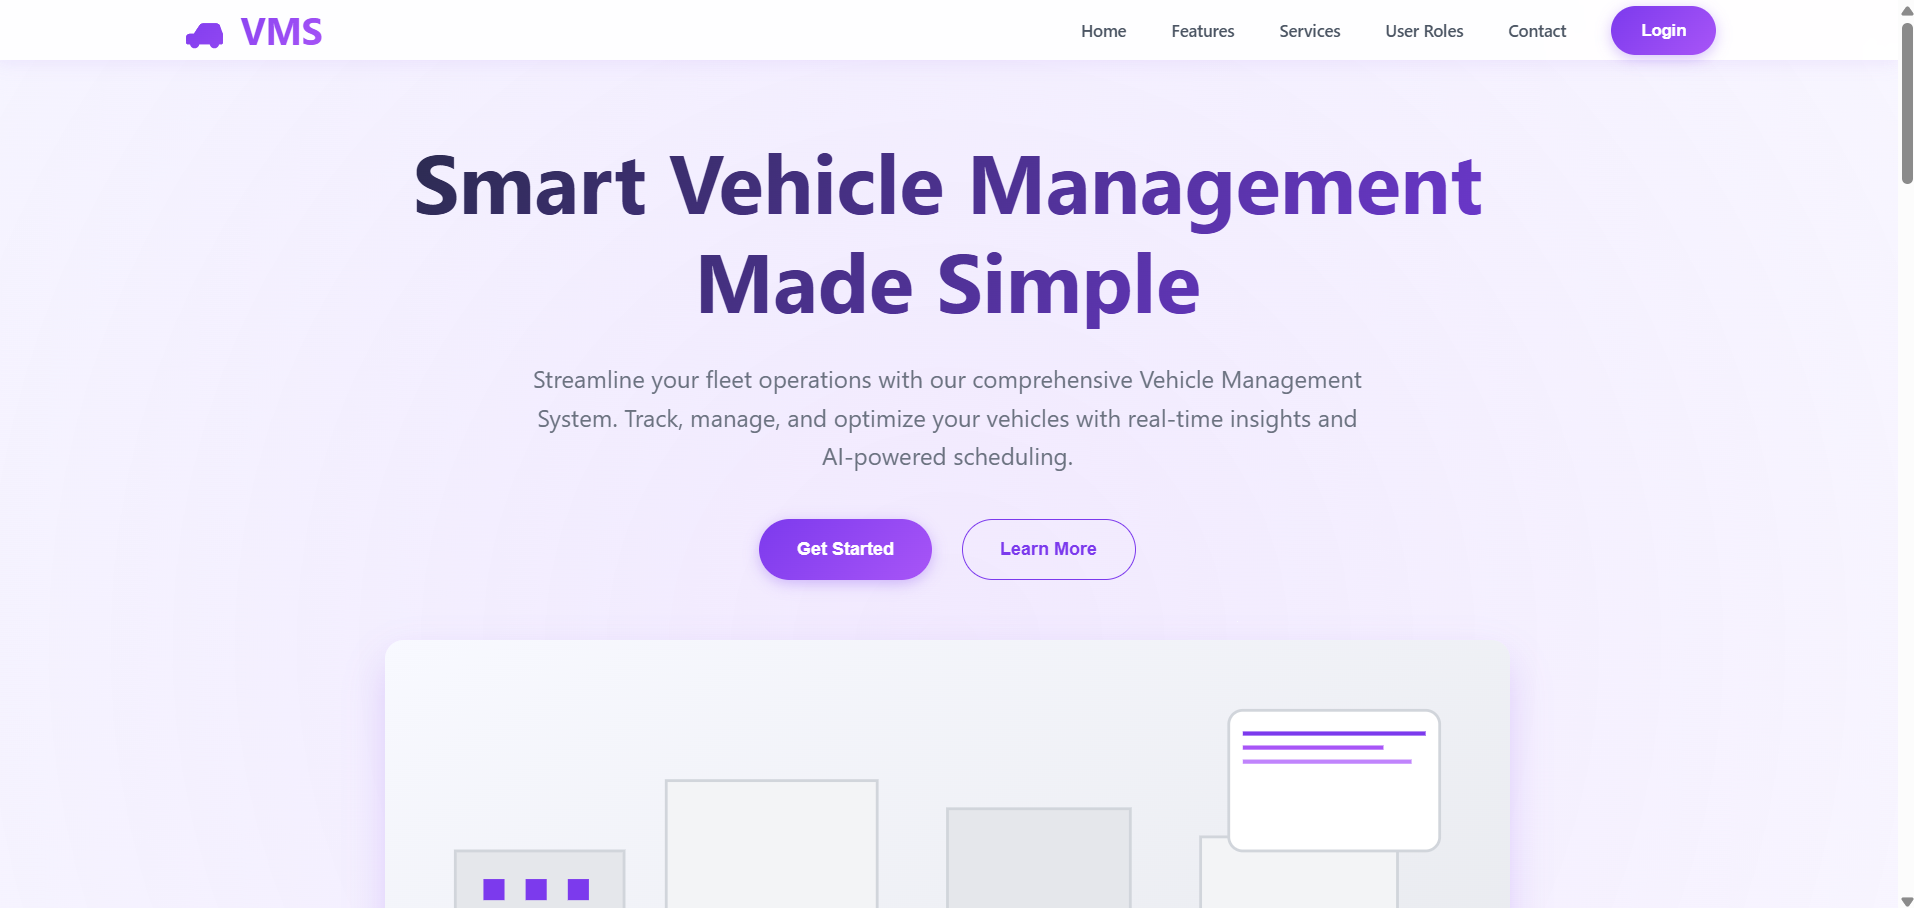 VMS
Home
Features
Services
User Roles
Contact
Login
Smart Vehicle Management
Made Simple
Streamline your fleet operations with our comprehensive Vehicle Management
System. Track, manage, and optimize your vehicles with real-time insights and
AI-powered scheduling.
Get Started
Learn More